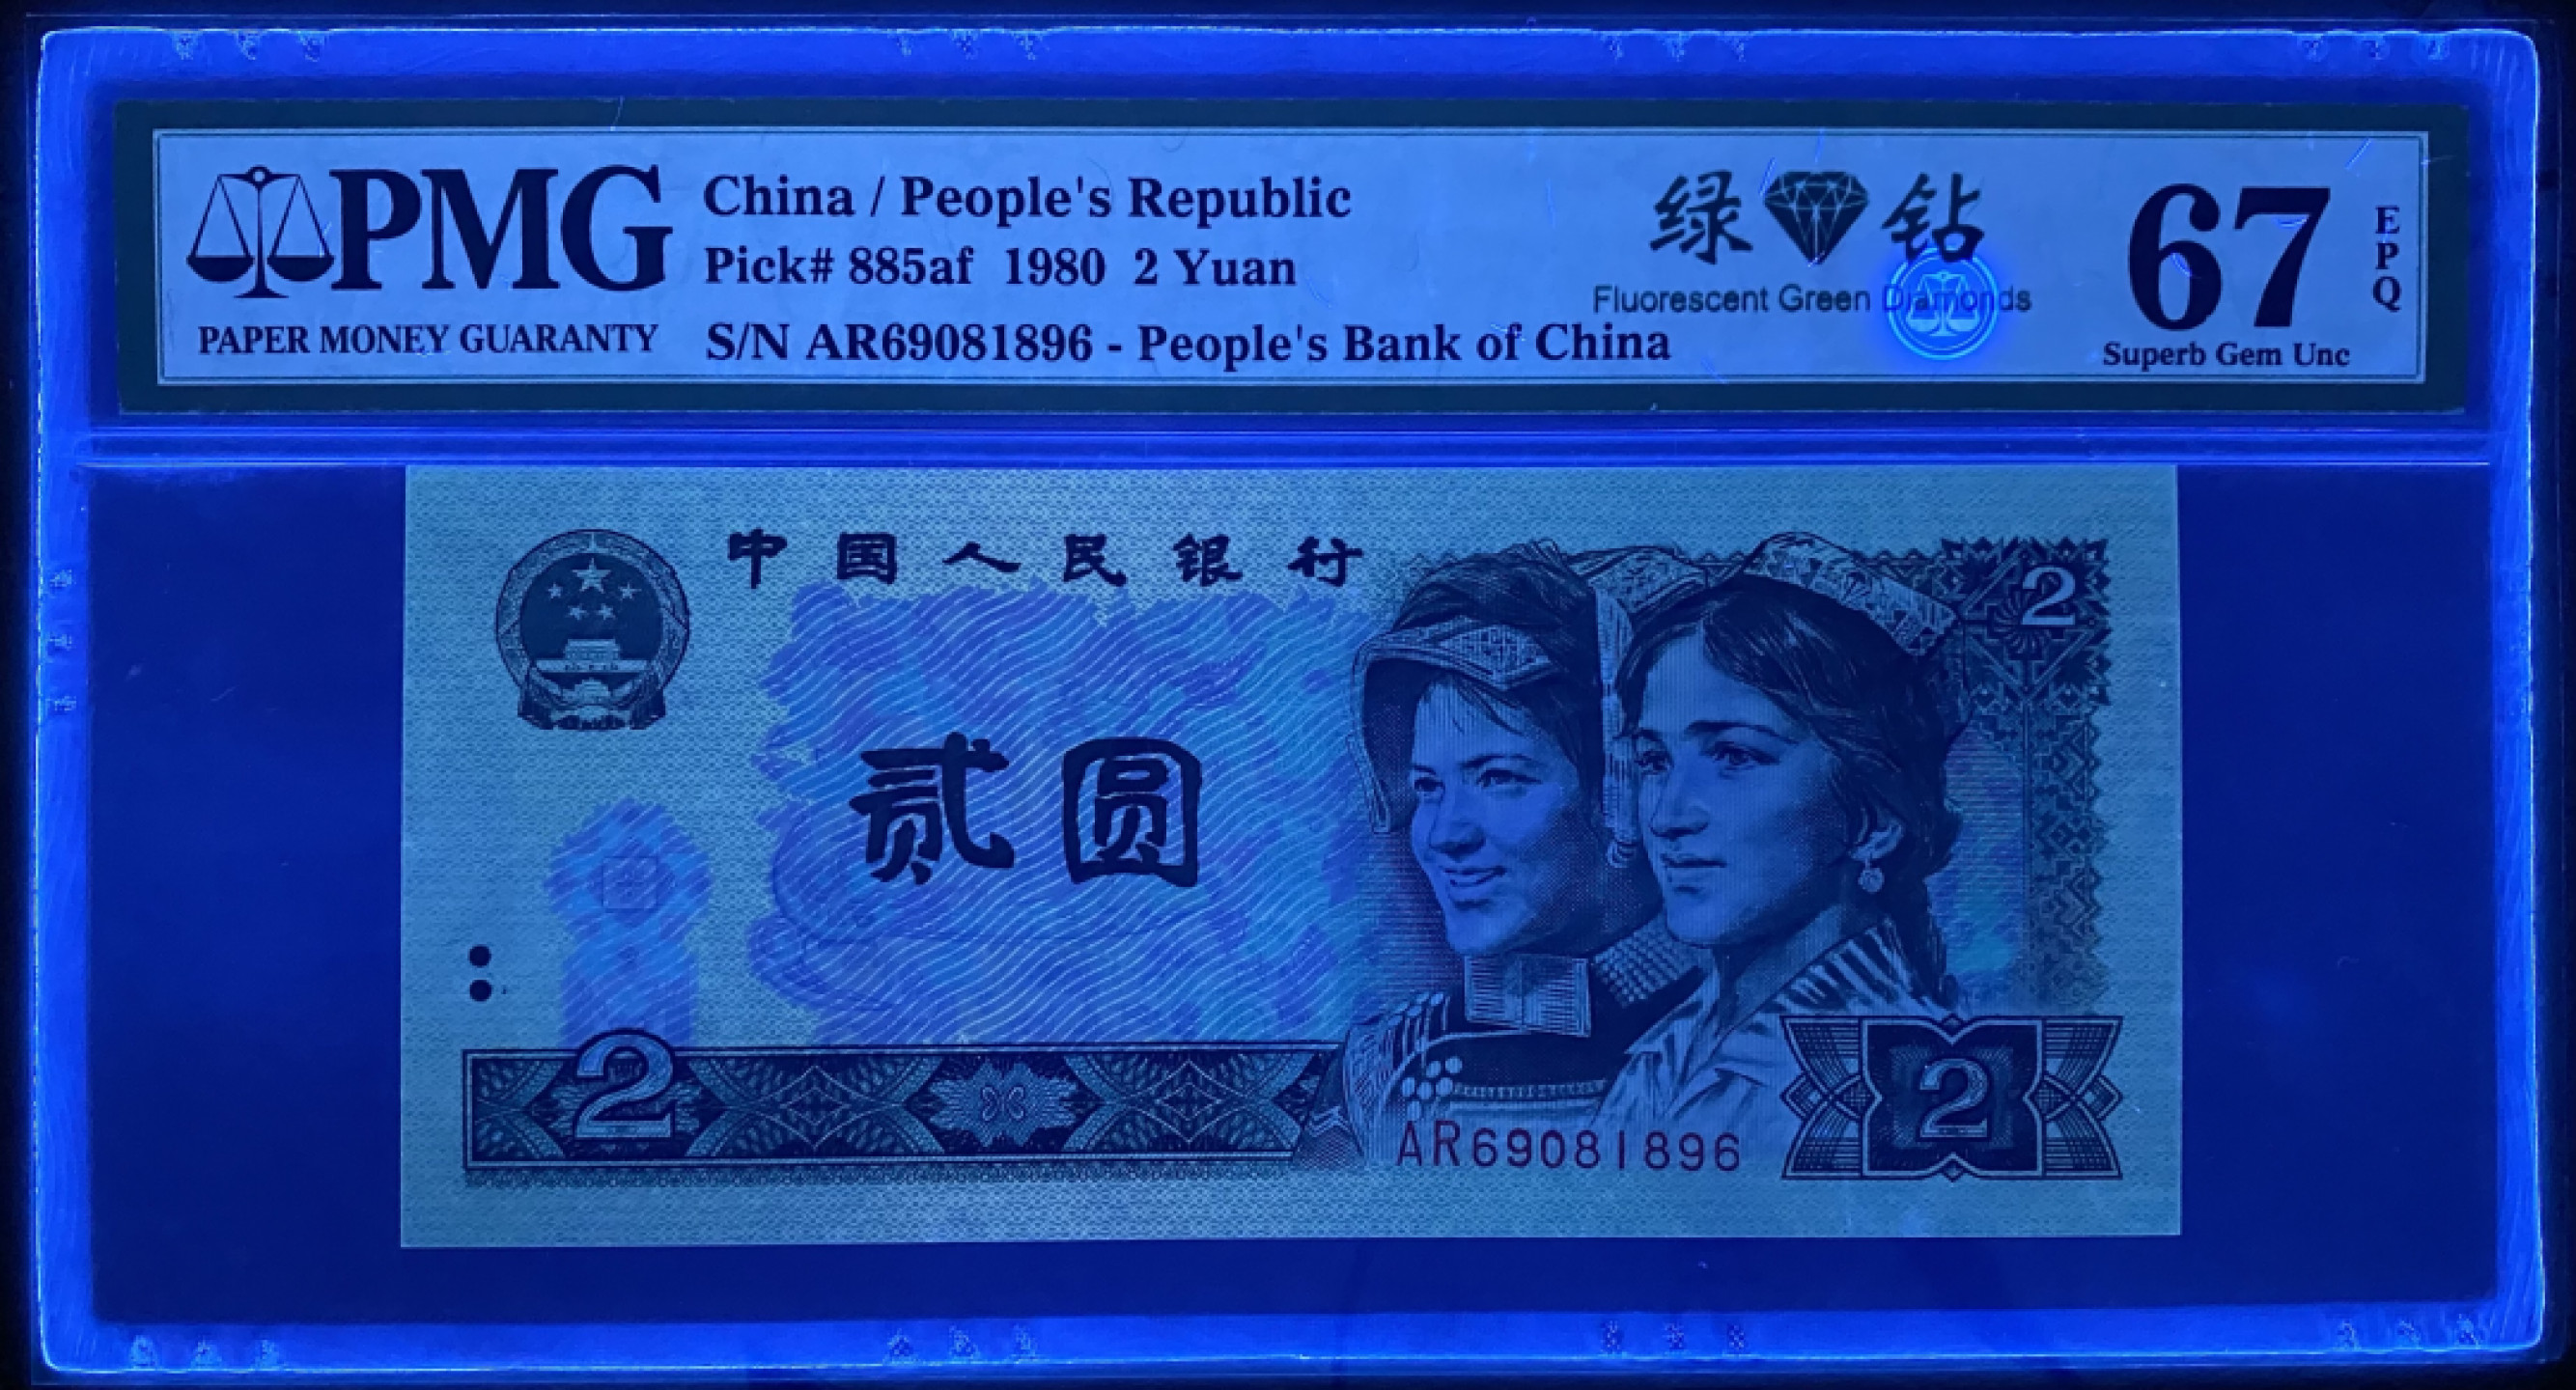 PMG
PAPER MONEY GUARANTY
China / People's Republic
Pick# 885af 1980 2 Yuan
S/N AR69081896 - People's Bank of China
绿 钻
Fluorescent Green Diamonds
67
EPQ
Superb Gem Unc
中国人民银行
2
贰圆
2
2
AR69081896